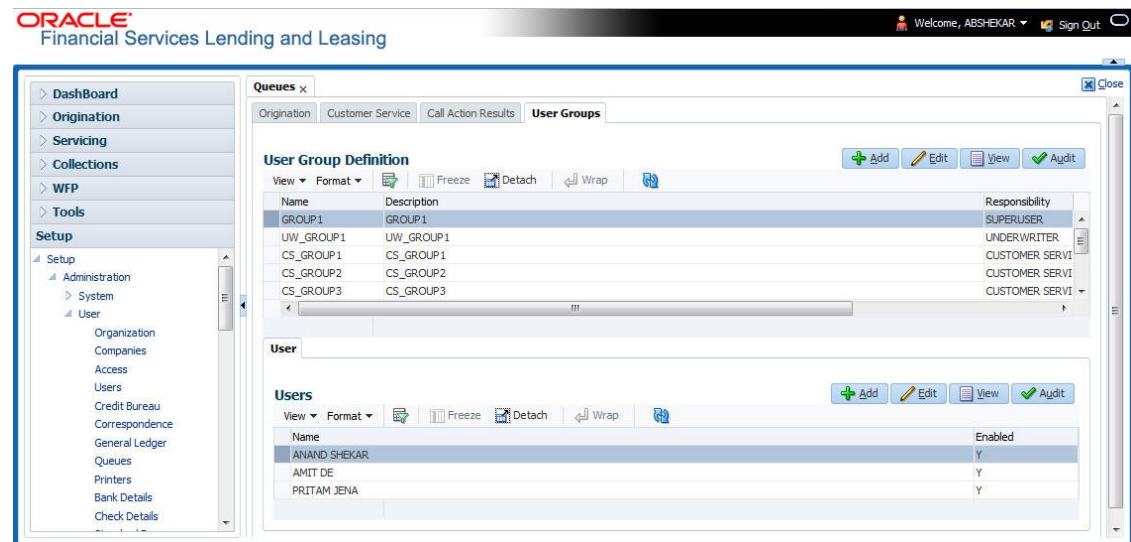 ORACLE
Financial Services Lending and Leasing
Welcome, ABSHEKAR
Sign Out
DashBoard
Origination
Servicing
Collections
WFP
Tools
Setup
Setup
Administration
System
User
Organization
Companies
Access
Users
Credit Bureau
Correspondence
General Ledger
Queues
Printers
Bank Details
Check Details
Queues
Close
Origination Customer Service Call Action Results User Groups
User Group Definition
Add Edit View Audit
View Format Freeze Detach Wrap
Name Description Responsibility
GROUP1 GROUP1 SUPERUSER
UW_GROUP1 UW_GROUP1 UNDERWRITER
CS_GROUP1 CS_GROUP1 CUSTOMER SERVI
CS_GROUP2 CS_GROUP2 CUSTOMER SERVI
CS_GROUP3 CS_GROUP3 CUSTOMER SERVI
User
Users
Add Edit View Audit
View Format Freeze Detach Wrap
Name Enabled
ANAND SHEKAR Y
AMIT DE Y
PRITAM JENA Y